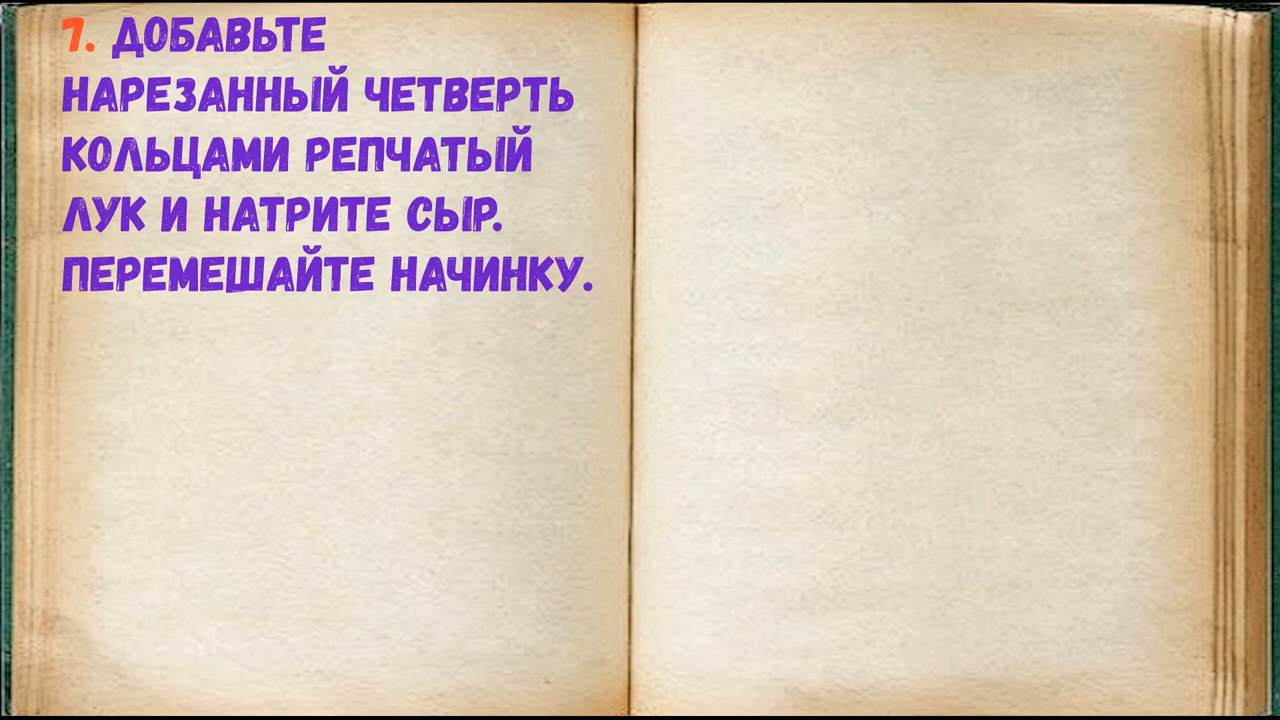 7. ДОБАВЬТЕ
НАРЕЗАННЫЙ ЧЕТВЕРТЬ
КОЛЬЦАМИ РЕПЧАТЫЙ
ЛУК И НАТРИТЕ СЫР.
ПЕРЕМЕШАЙТЕ НАЧИНКУ.